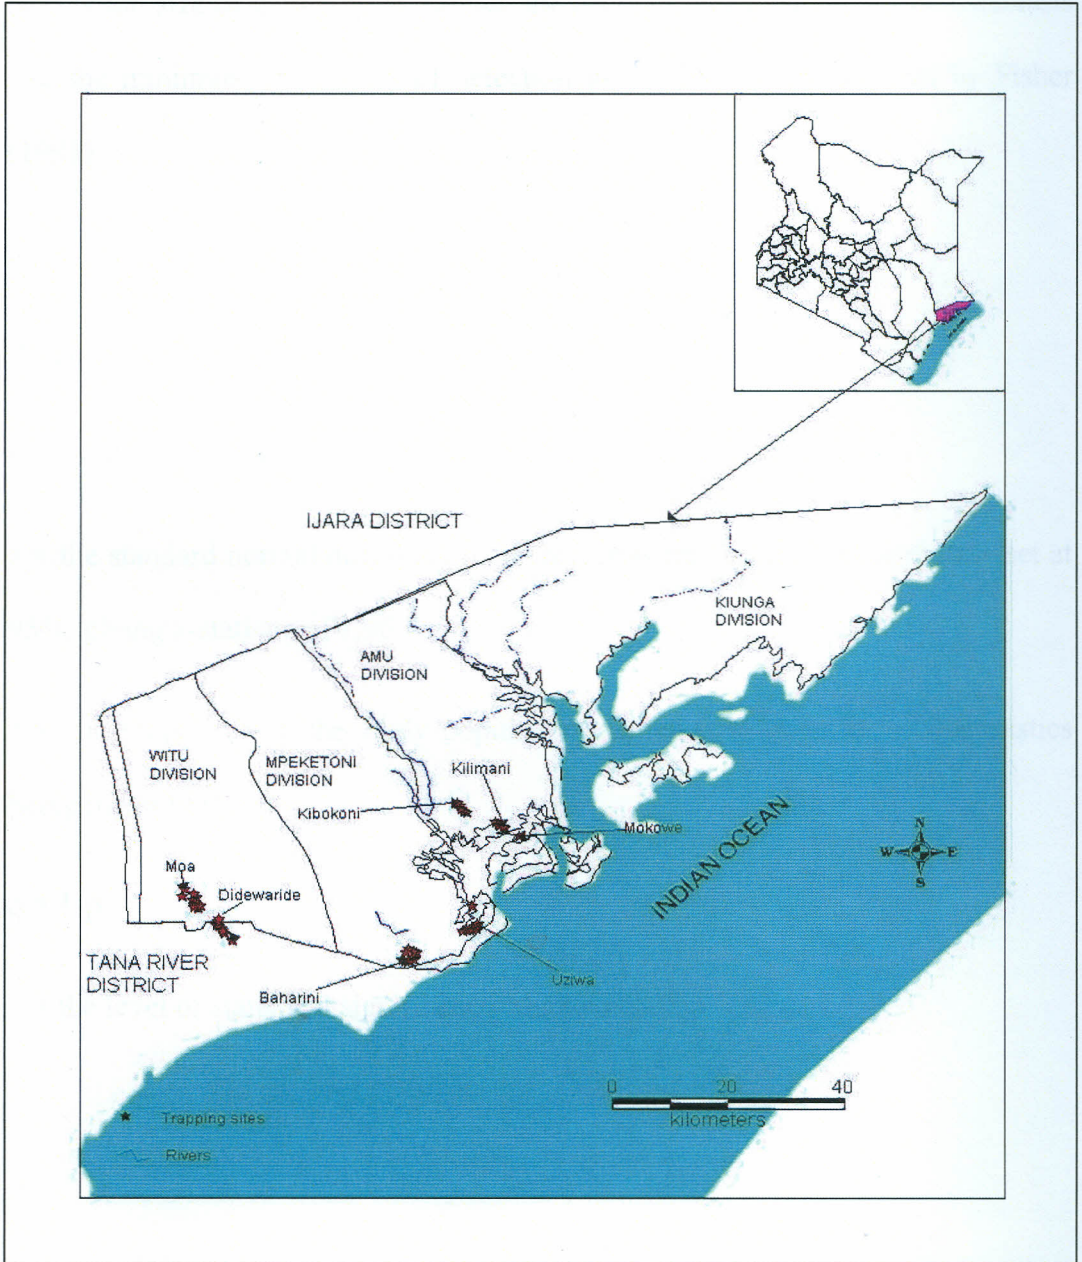 Fisher
IJARA DISTRICT
KIUNGA
DIVISION
AMU
DIVISION
WITU
DIVISION
MPEKETONI
DIVISION
Kilimani
Kibokoni
Mokowe
INDIAN OCEAN
N
W E
S
Moa
Didewaride
TANA RIVER
DISTRICT
Uziwa
Baharini
0 20 40
kilometers
Trapping sites
Rivers